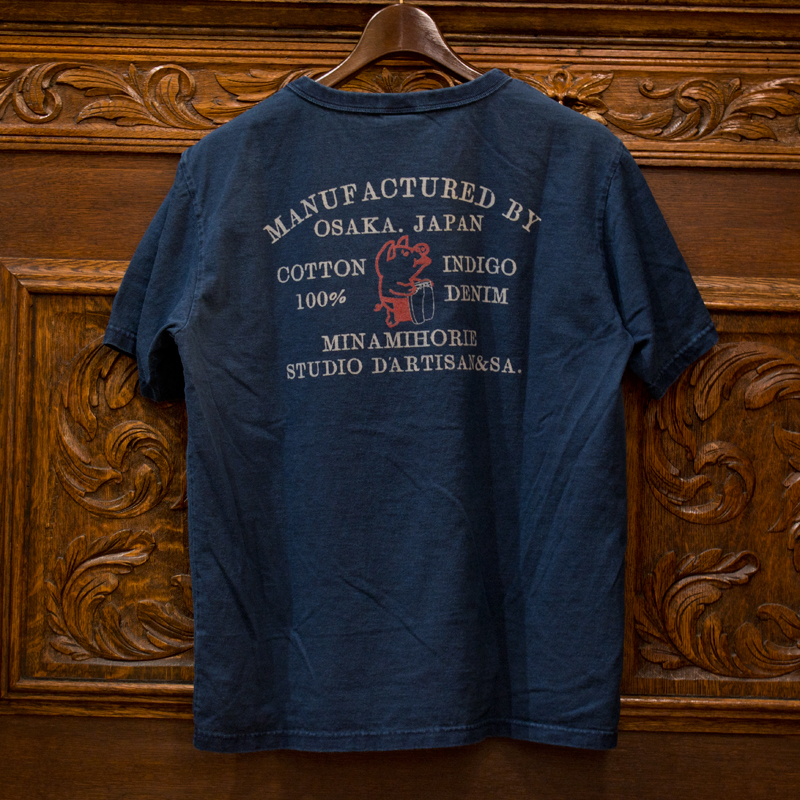 MANUFACTURED BY
OSAKA. JAPAN
COTTON INDIGO
100% DENIM
MINAMIHORIE
STUDIO D'ARTISAN&SA.